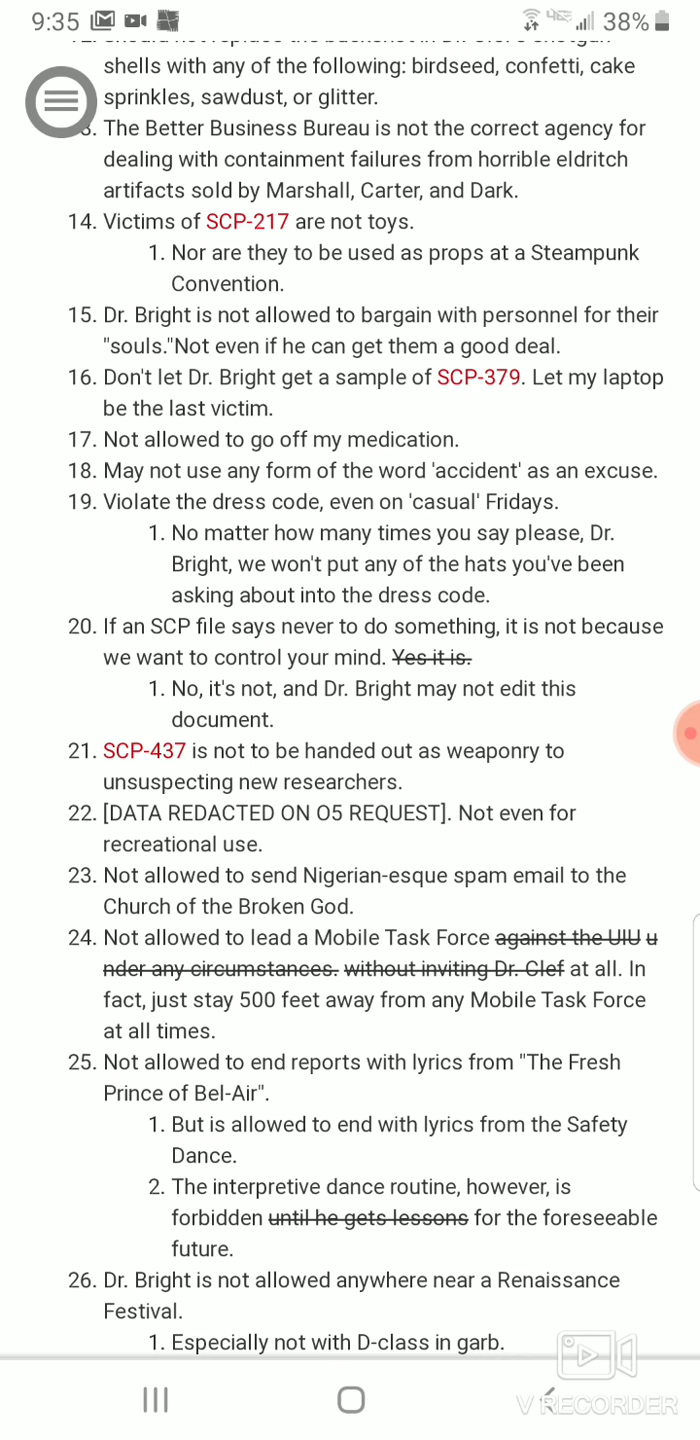 9:35
4G
38%
shells with any of the following: birdseed, confetti, cake
sprinkles, sawdust, or glitter.
3. The Better Business Bureau is not the correct agency for
dealing with containment failures from horrible eldritch
artifacts sold by Marshall, Carter, and Dark.
14. Victims of SCP-217 are not toys.
1. Nor are they to be used as props at a Steampunk
Convention.
15. Dr. Bright is not allowed to bargain with personnel for their
"souls."Not even if he can get them a good deal.
16. Don't let Dr. Bright get a sample of SCP-379. Let my laptop
be the last victim.
17. Not allowed to go off my medication.
18. May not use any form of the word 'accident' as an excuse.
19. Violate the dress code, even on 'casual' Fridays.
1. No matter how many times you say please, Dr.
Bright, we won't put any of the hats you've been
asking about into the dress code.
20. If an SCP file says never to do something, it is not because
we want to control your mind. Yes it is.
1. No, it's not, and Dr. Bright may not edit this
document.
21. SCP-437 is not to be handed out as weaponry to
unsuspecting new researchers.
22. [DATA REDACTED ON O5 REQUEST]. Not even for
recreational use.
23. Not allowed to send Nigerian-esque spam email to the
Church of the Broken God.
24. Not allowed to lead a Mobile Task Force against the UIU u
nder any circumstances. without inviting Dr. Clef at all. In
fact, just stay 500 feet away from any Mobile Task Force
at all times.
25. Not allowed to end reports with lyrics from "The Fresh
Prince of Bel-Air".
1. But is allowed to end with lyrics from the Safety
Dance.
2. The interpretive dance routine, however, is
forbidden until he gets lessons for the foreseeable
future.
26. Dr. Bright is not allowed anywhere near a Renaissance
Festival.
1. Especially not with D-class in garb.
V RECORDER